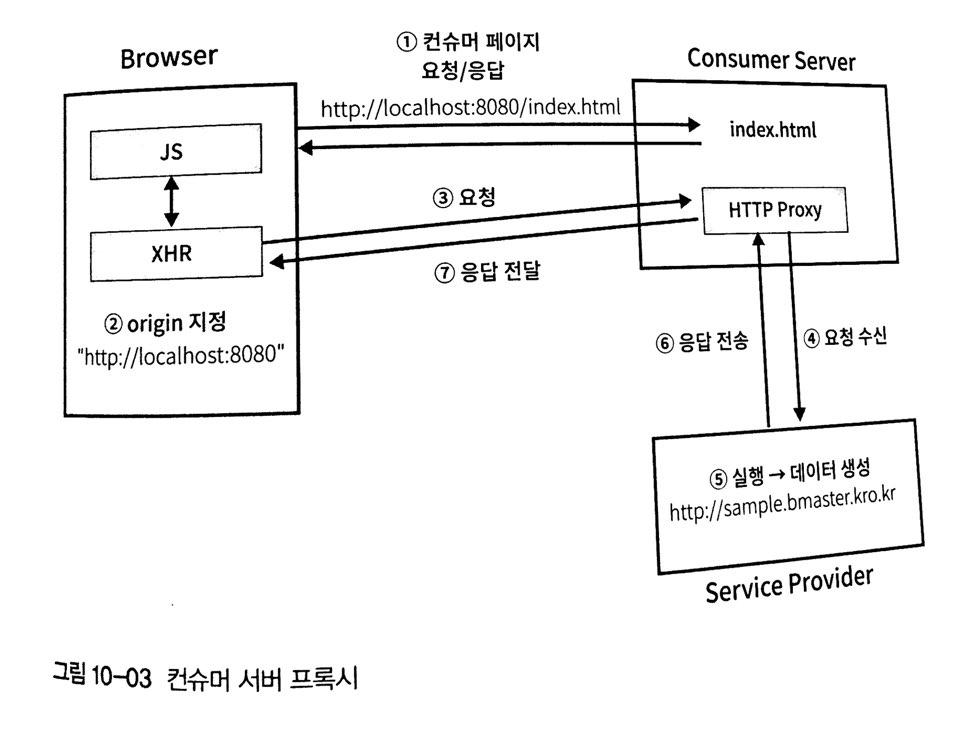 Browser
① 컨슈머 페이지
요청/응답
http://localhost:8080/index.html
Consumer Server
JS
index.html
③ 요청
HTTP Proxy
XHR
⑦ 응답 전달
② origin 지정
"http://localhost:8080"
⑥ 응답 전송
④ 요청 수신
⑤ 실행 → 데이터 생성
http://sample.bmaster.kro.kr
Service Provider
그림 10-03 컨슈머 서버 프록시